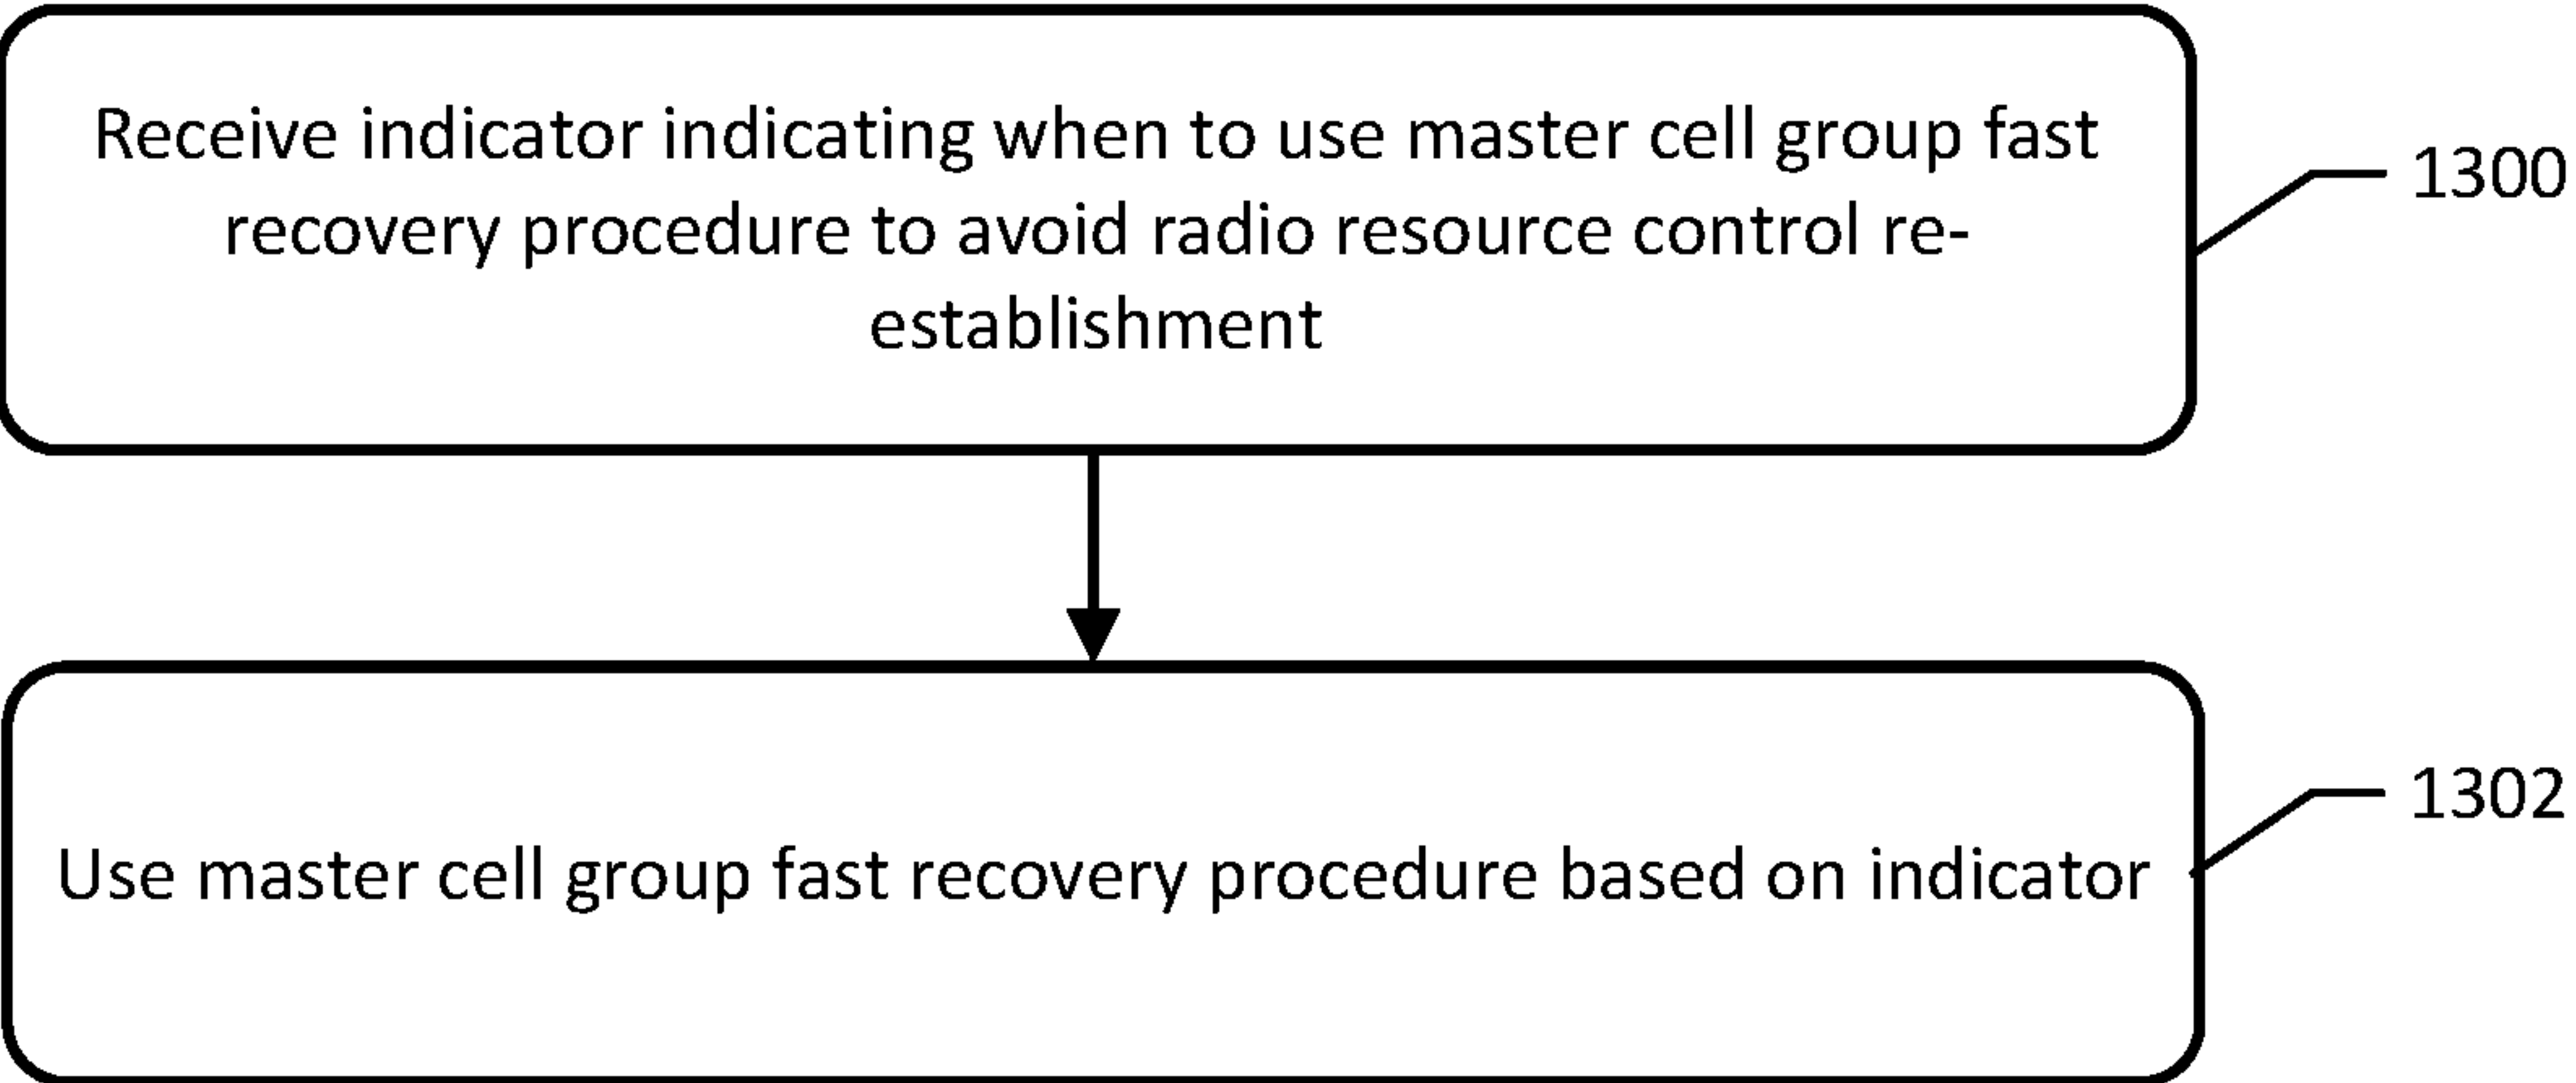 Receive indicator indicating when to use master cell group fast
recovery procedure to avoid radio resource control re-
establishment
1300
Use master cell group fast recovery procedure based on indicator
1302